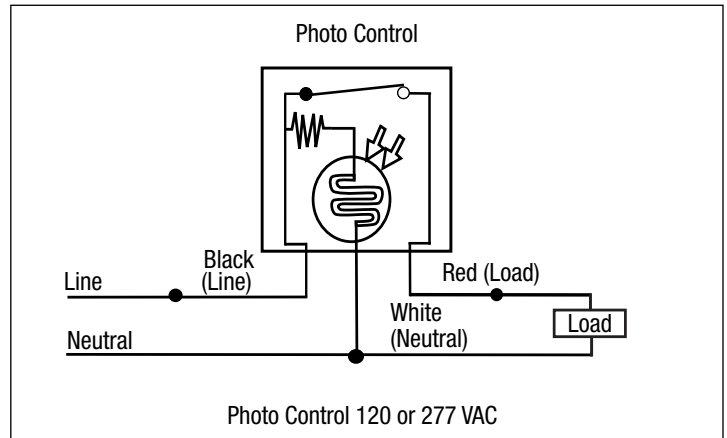 Photo Control
Black
(Line)
Line
Red (Load)
White
(Neutral)
Load
Neutral
Photo Control 120 or 277 VAC